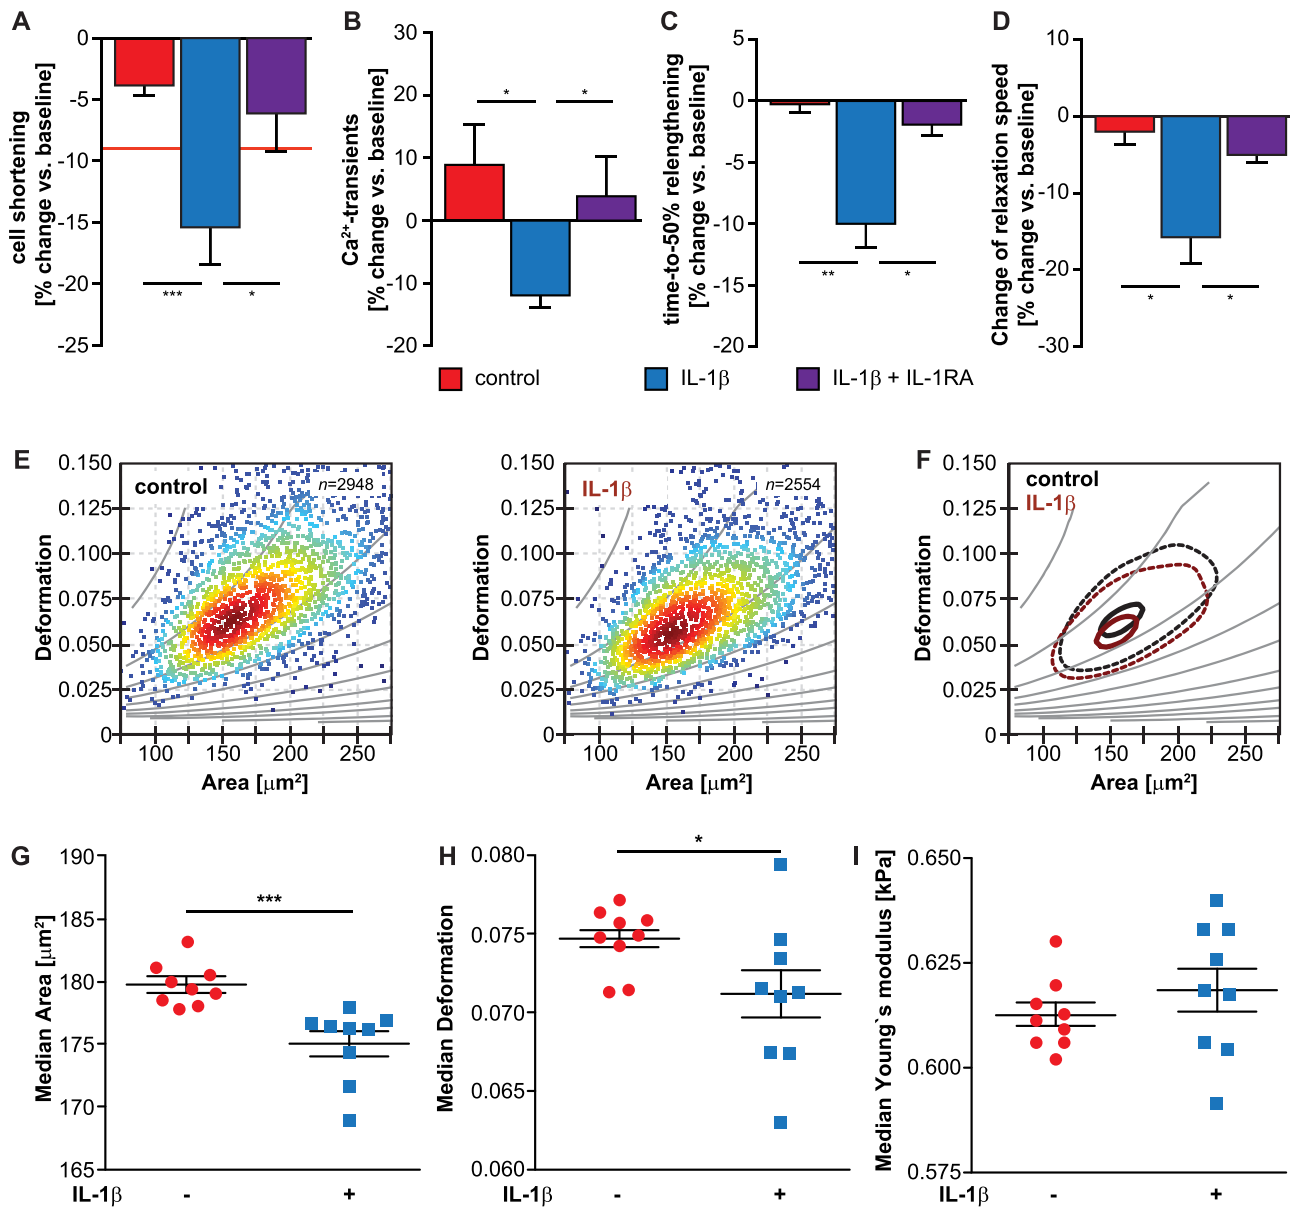 A
cell shortening
[% change vs. baseline]
0
-5
-10
-15
-20
-25
***
*
B
Ca²⁺-transients
[% change vs. baseline]
30
20
10
0
-10
-20
*
*
C
time-to-50% relengthening
[% change vs. baseline]
5
0
-5
-10
-15
-20
**
*
D
Change of relaxation speed
[% change vs. baseline]
10
0
-10
-20
-30
*
*
control
IL-1β
IL-1β + IL-1RA
E
Deformation
0.150
0.125
0.100
0.075
0.050
0.025
0
control
n=2948
100 150 200 250
Area [μm²]
Deformation
0.150
0.125
0.100
0.075
0.050
0.025
0
IL-1β
n=2554
100 150 200 250
Area [μm²]
F
Deformation
0.150
0.125
0.100
0.075
0.050
0.025
0
control
IL-1β
100 150 200 250
Area [μm²]
G
Median Area [μm²]
190
185
180
175
170
165
***
IL-1β - +
H
Median Deformation
0.080
0.075
0.070
0.065
0.060
*
IL-1β - +
I
Median Young`s modulus [kPa]
0.650
0.625
0.600
0.575
IL-1β - +